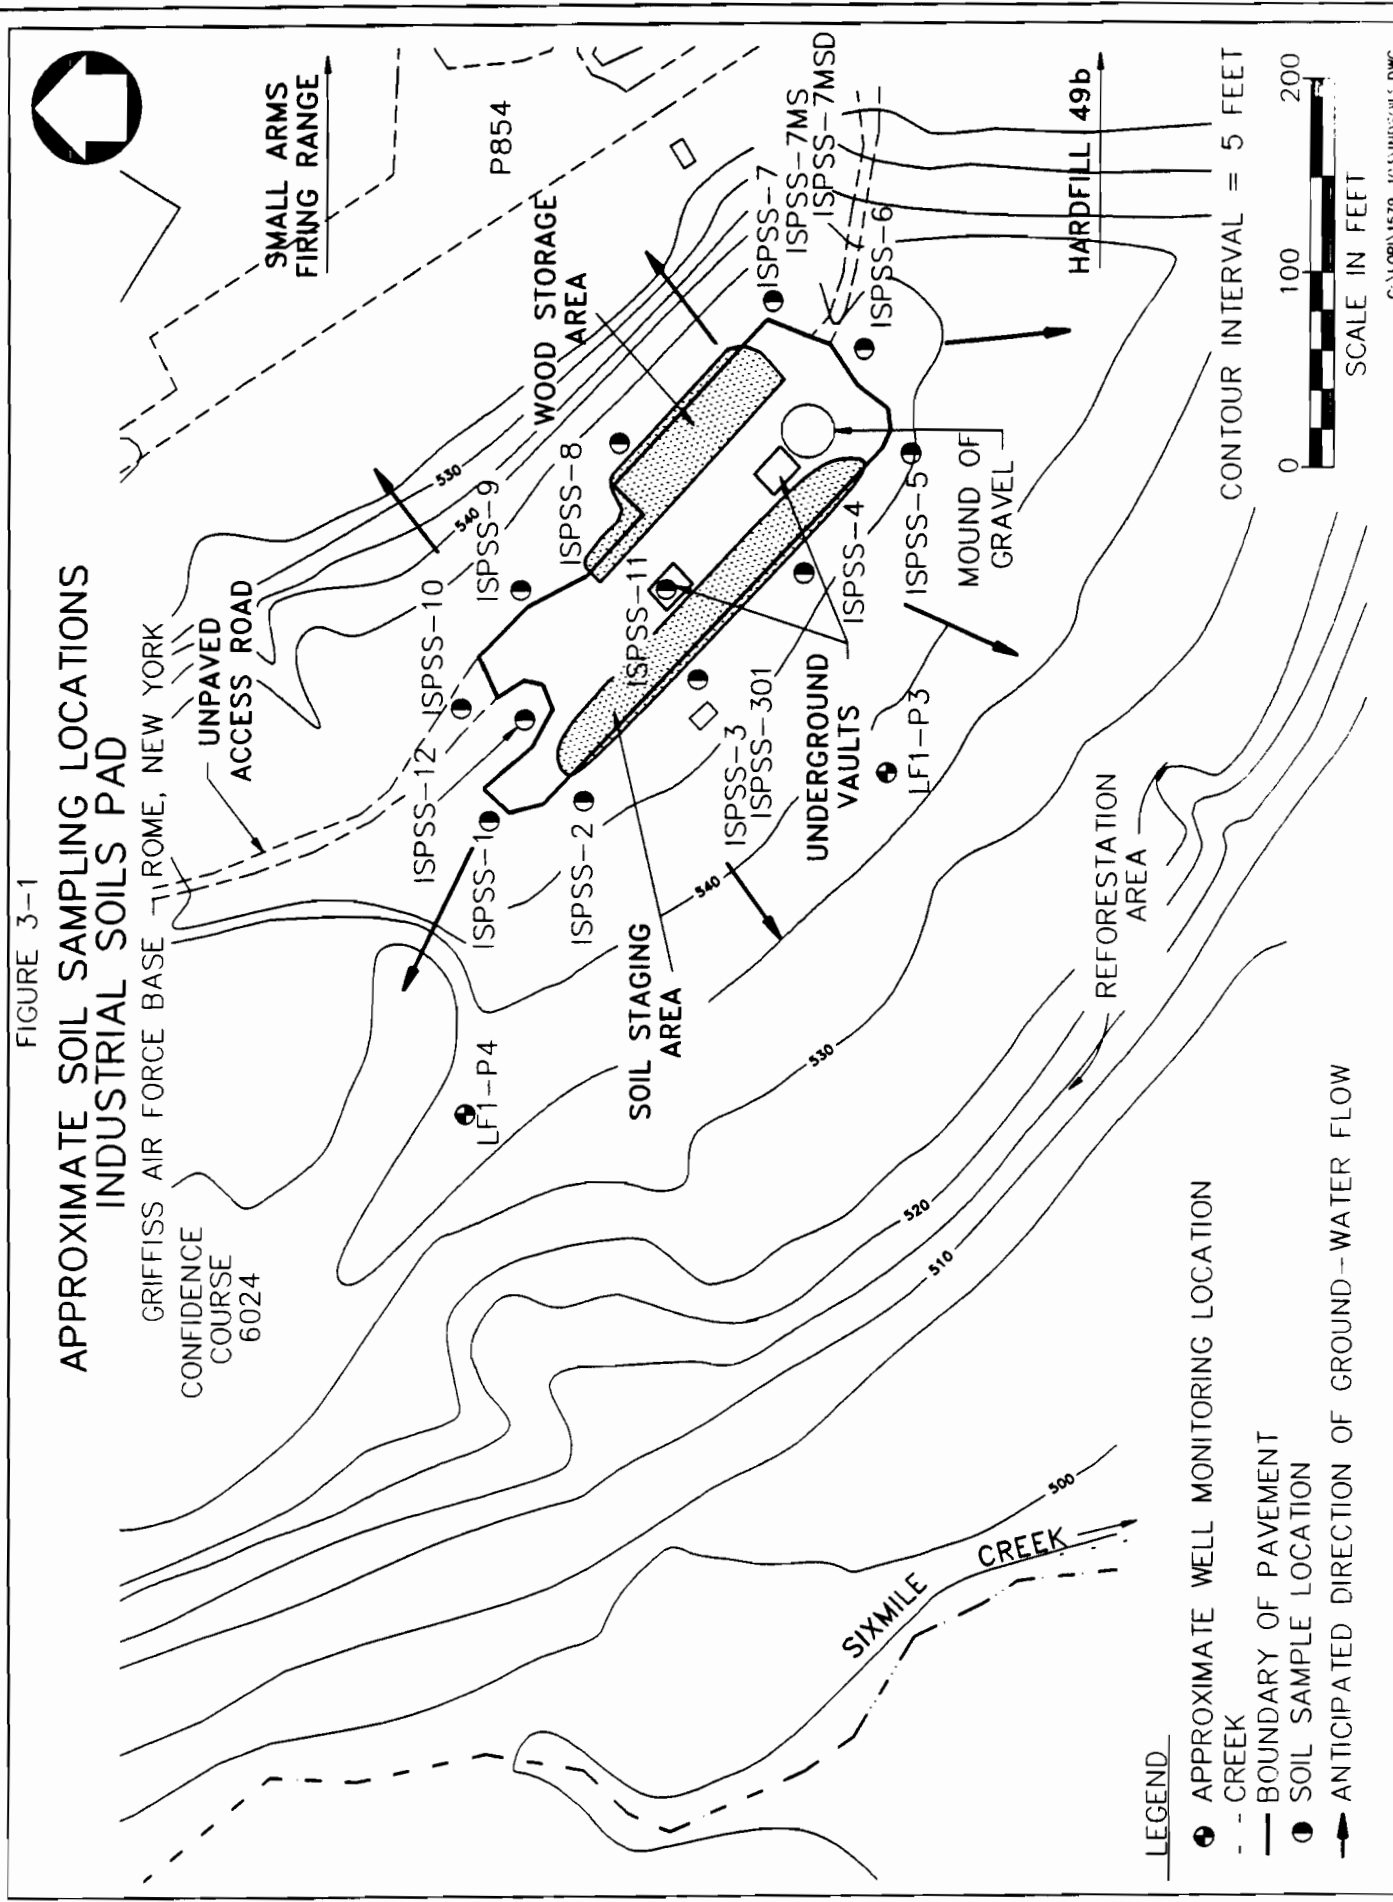 FIGURE 3-1
APPROXIMATE SOIL SAMPLING LOCATIONS
INDUSTRIAL SOILS PAD
GRIFFISS AIR FORCE BASE - ROME, NEW YORK
CONFIDENCE
COURSE
6024
UNPAVED
ACCESS ROAD
SMALL ARMS
FIRING RANGE
P854
WOOD STORAGE
AREA
530
540
ISPSS-12
ISPSS-10
ISPSS-9
ISPSS-8
ISPSS-7
ISPSS-7MS
ISPSS-7MSD
ISPSS-6
ISPSS-1
ISPSS-2
ISPSS-11
ISPSS-3
ISPSS-301
ISPSS-4
ISPSS-5
LF1-P4
LF1-P3
SOIL STAGING
AREA
UNDERGROUND
VAULTS
MOUND OF
GRAVEL
HARDFILL 49b
540
530
520
510
500
REFORESTATION
AREA
SIXMILE
CREEK
CONTOUR INTERVAL = 5 FEET
0 100 200
SCALE IN FEET
LEGEND
APPROXIMATE WELL MONITORING LOCATION
CREEK
BOUNDARY OF PAVEMENT
SOIL SAMPLE LOCATION
ANTICIPATED DIRECTION OF GROUND-WATER FLOW